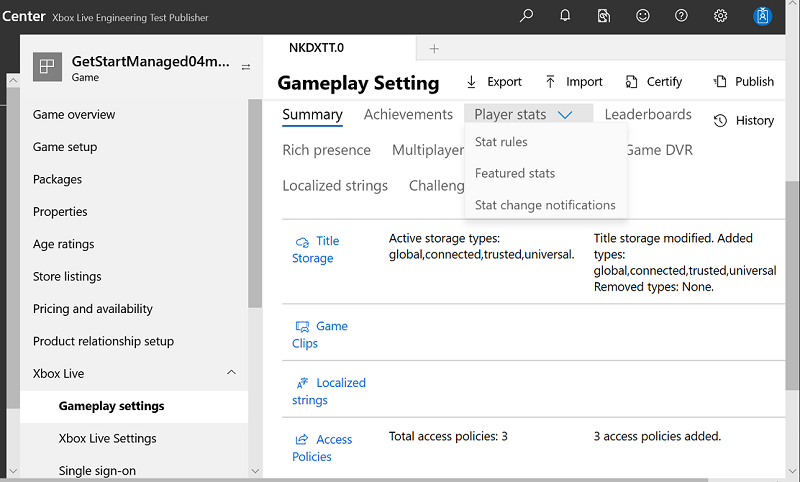 Center Xbox Live Engineering Test Publisher
GetStartManaged04m...
Game
Game overview
Game setup
Packages
Properties
Age ratings
Store listings
Pricing and availability
Product relationship setup
Xbox Live
Gameplay settings
Xbox Live Settings
Single sign-on
NKDXTT.0
Gameplay Setting
Export
Import
Certify
Publish
Summary
Achievements
Player stats
Leaderboards
History
Stat rules
Featured stats
Stat change notifications
Rich presence
Multiplayer
Game DVR
Localized strings
Challeng
Title
Storage
Active storage types:
global,connected,trusted,universal.
Title storage modified. Added
types:
global,connected,trusted,universal
Removed types: None.
Game
Clips
Localized
strings
Access
Policies
Total access policies: 3
3 access policies added.